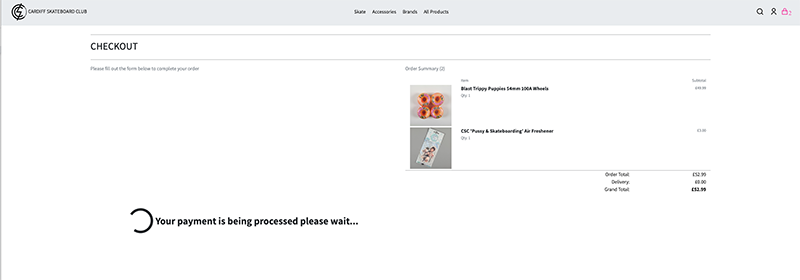 CARDIFF SKATEBOARD CLUB
Skate Accessories Brands All Products
2
CHECKOUT
Please fill out the form below to complete your order
Order Summary (2)
Item Subtotal
Blast Trippy Puppies 54mm 100A Wheels £49.99
Qty: 1
CSC 'Pussy & Skateboarding' Air Freshener £3.00
Qty: 1
Order Total: £52.99
Delivery: £0.00
Grand Total: £52.99
Your payment is being processed please wait...